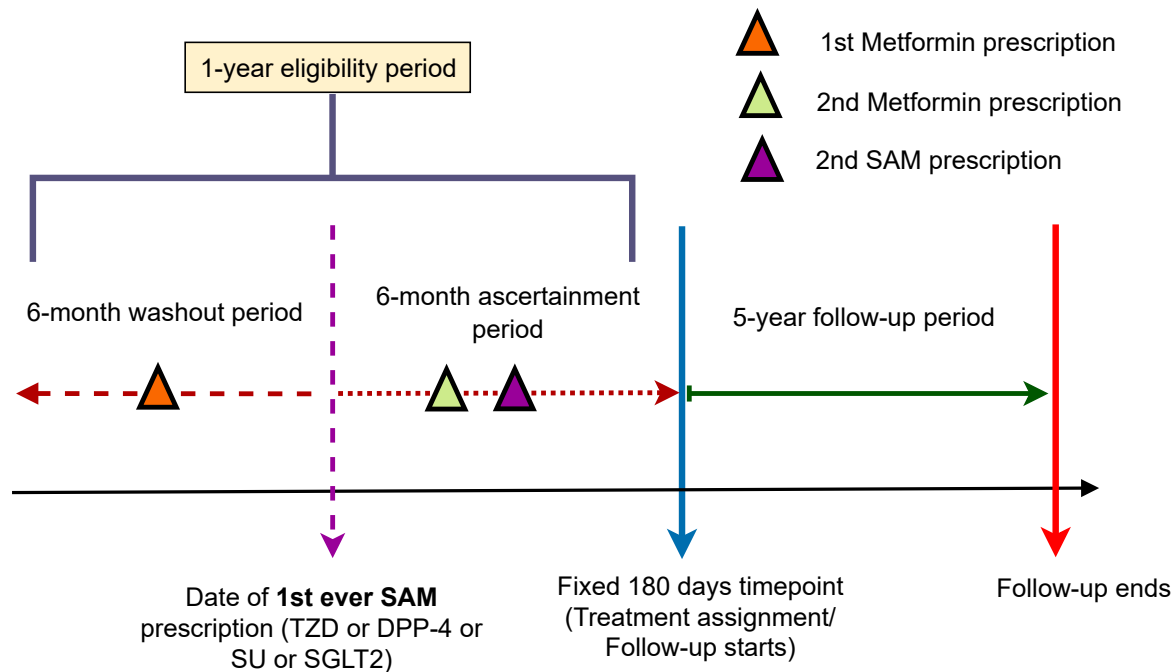 1-year eligibility period
1st Metformin prescription
2nd Metformin prescription
2nd SAM prescription
6-month washout period
6-month ascertainment
period
5-year follow-up period
Date of 1st ever SAM
prescription (TZD or DPP-4 or
SU or SGLT2)
Fixed 180 days timepoint
(Treatment assignment/
Follow-up starts)
Follow-up ends